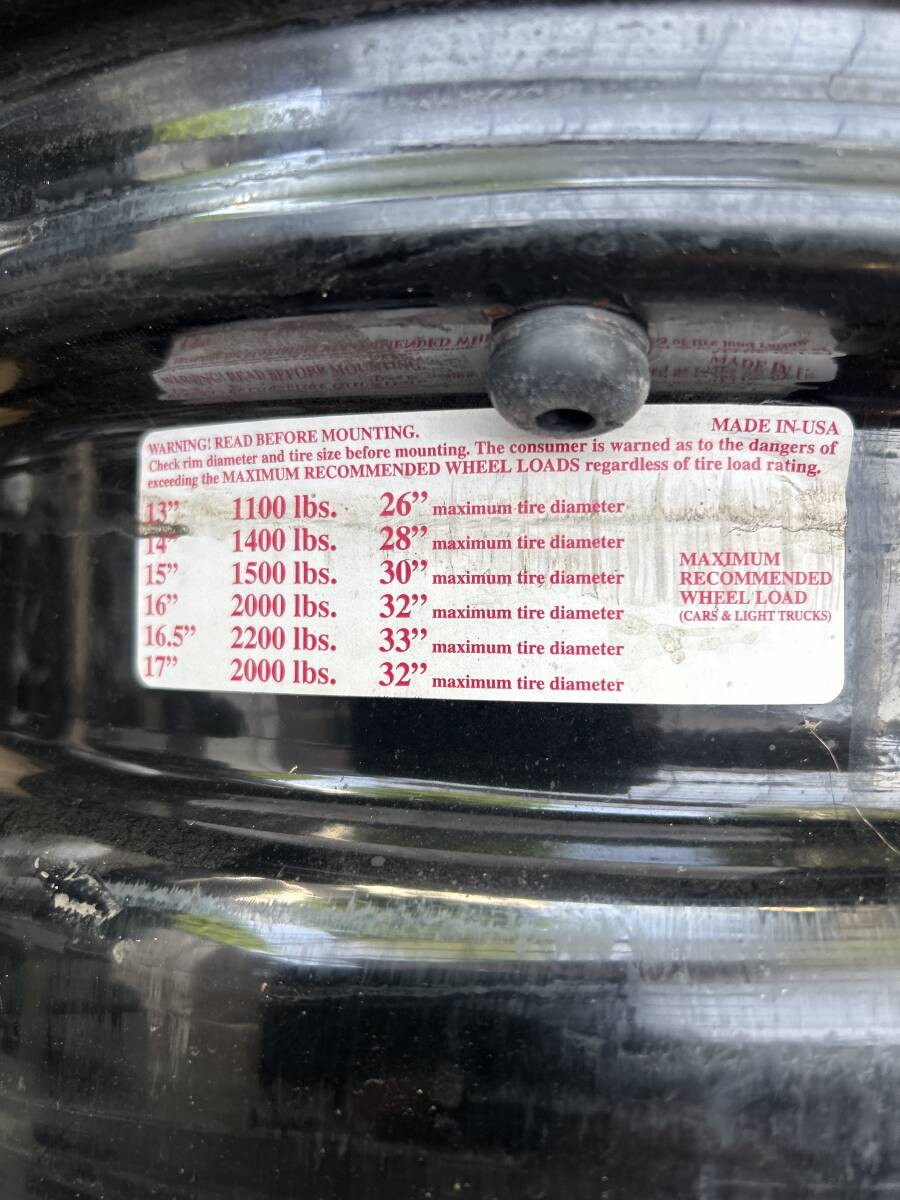 MADE IN USA
WARNING! READ BEFORE MOUNTING.
Check rim diameter and tire size before mounting. The consumer is warned as to the dangers of
exceeding the MAXIMUM RECOMMENDED WHEEL LOADS regardless of tire load rating.
13” 1100 lbs. 26” maximum tire diameter
14” 1400 lbs. 28” maximum tire diameter
15” 1500 lbs. 30” maximum tire diameter
16” 2000 lbs. 32” maximum tire diameter
16.5” 2200 lbs. 33” maximum tire diameter
17” 2000 lbs. 32” maximum tire diameter
MAXIMUM
RECOMMENDED
WHEEL LOAD
(CARS & LIGHT TRUCKS)